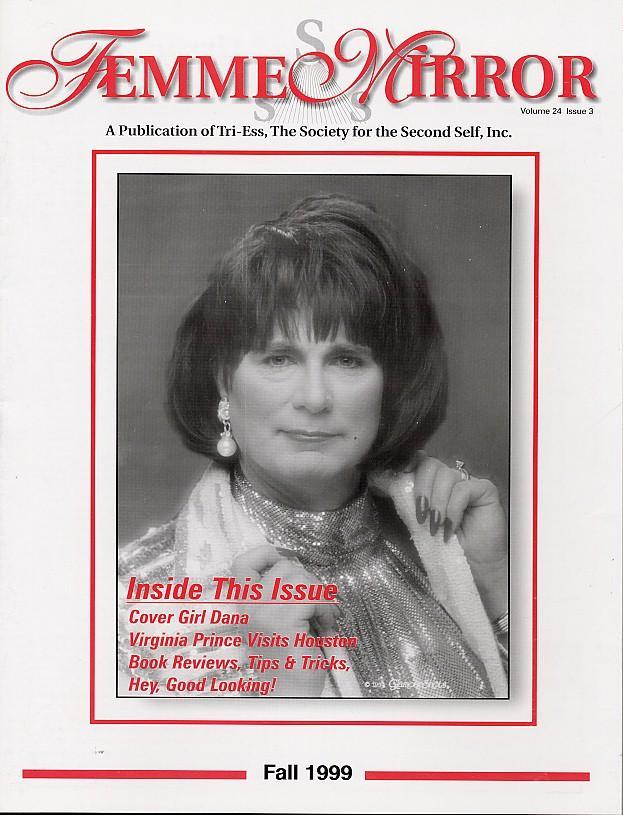 S
S S
FEMME MIRROR
Volume 24 Issue 3
A Publication of Tri-Ess, The Society for the Second Self, Inc.
Inside This Issue
Cover Girl Dana
Virginia Prince Visits Houston
Book Reviews, Tips & Tricks,
Hey, Good Looking!
©
Fall 1999